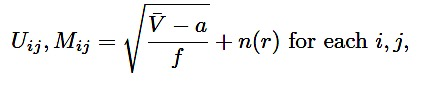 U_{ij}, M_{ij} = \sqrt{\frac{\bar{V} - a}{f}} + n(r) for each i, j,